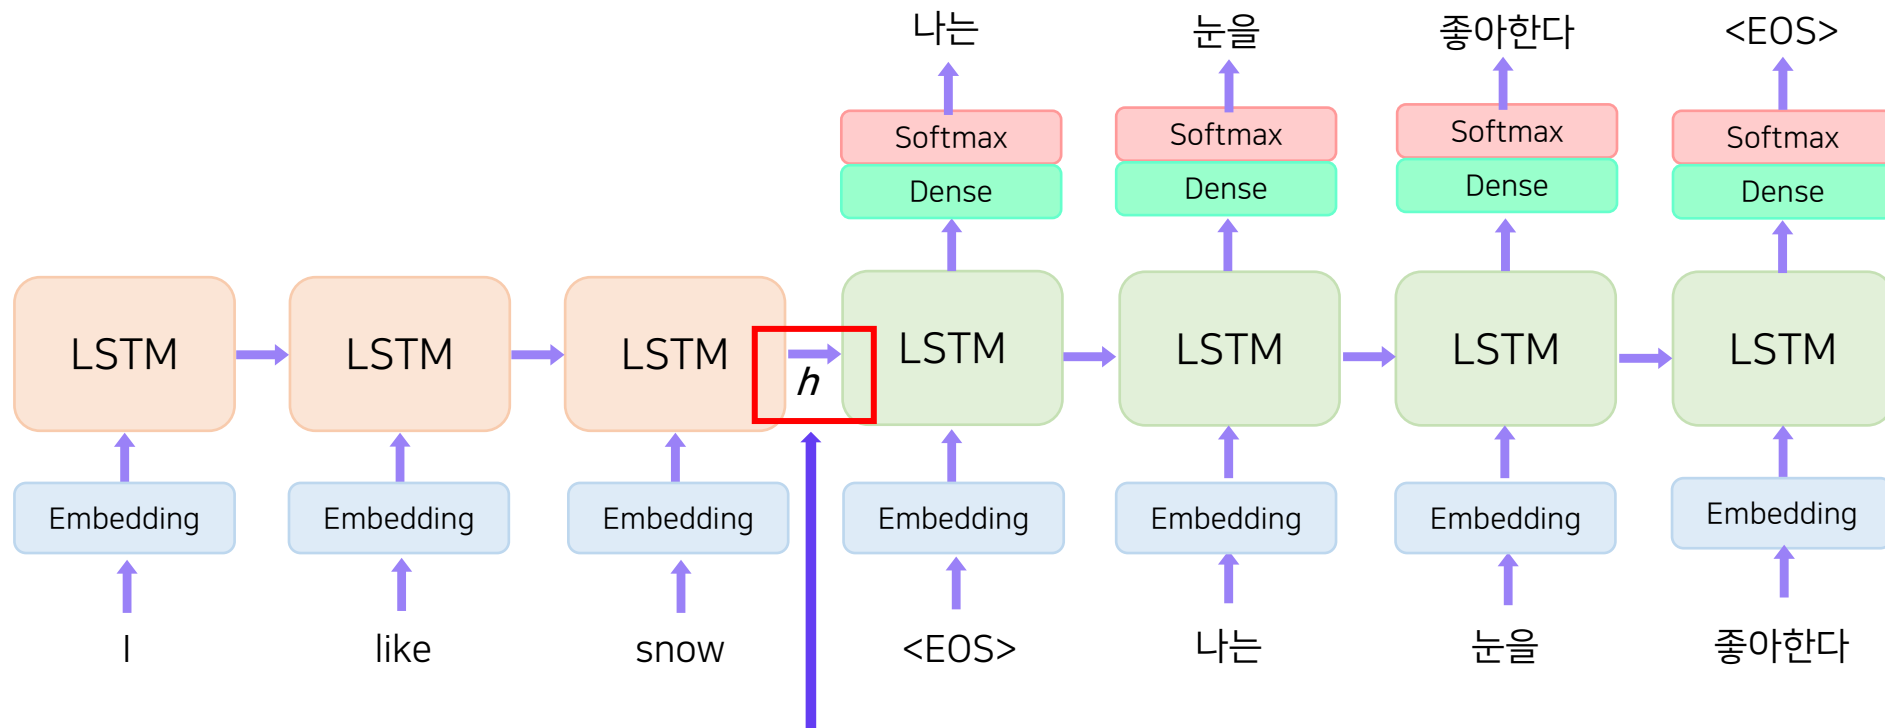 나는 눈을 좋아한다 <EOS>
Softmax Softmax Softmax Softmax
Dense Dense Dense Dense
LSTM LSTM LSTM LSTM LSTM LSTM LSTM
h
Embedding Embedding Embedding Embedding Embedding Embedding Embedding
I like snow <EOS> 나는 눈을 좋아한다